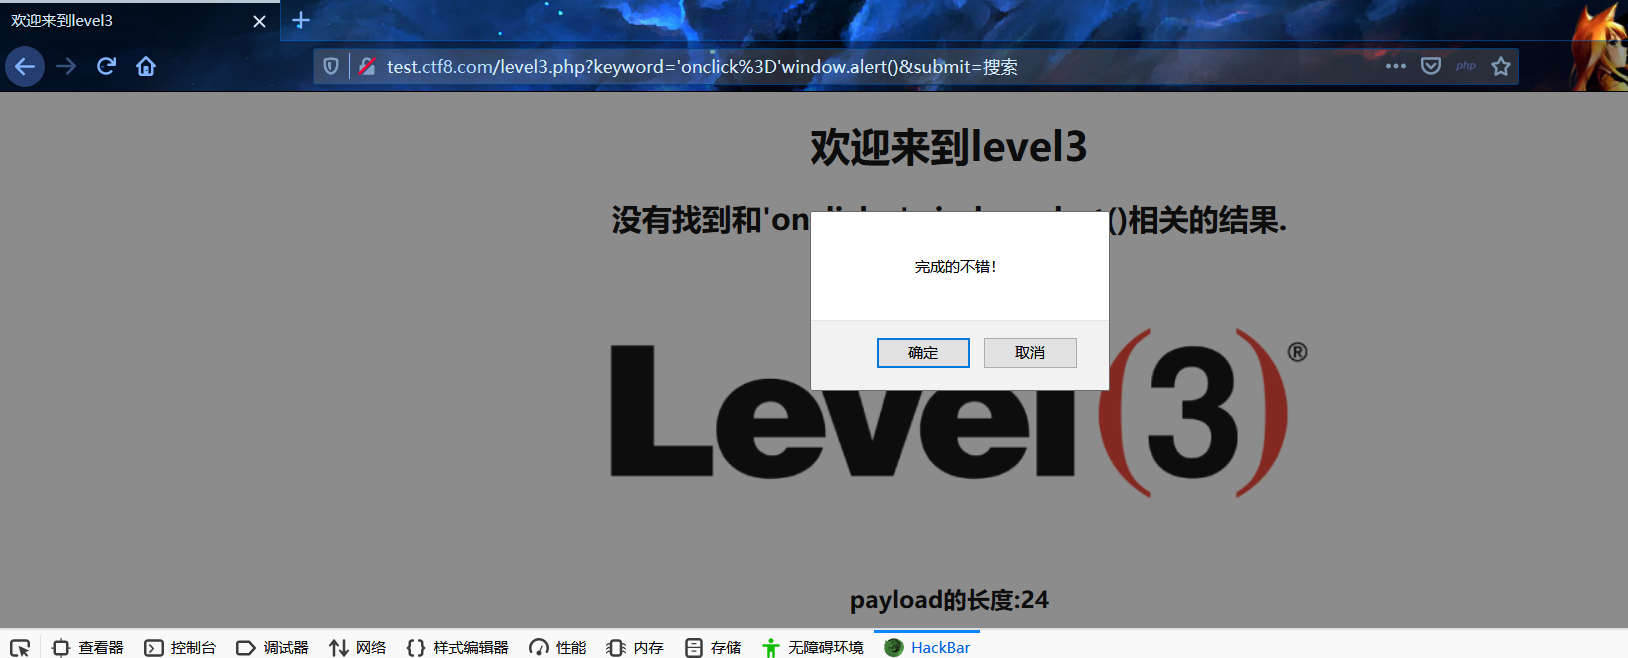 欢迎来到level3
test.ctf8.com/level3.php?keyword='onclick%3D'window.alert()&submit=搜索
php
欢迎来到level3
没有找到和'on ()相关的结果.
完成的不错!
确定 取消
Level(3)®
payload的长度:24
查看器 控制台 调试器 网络 样式编辑器 性能 内存 存储 无障碍环境 HackBar